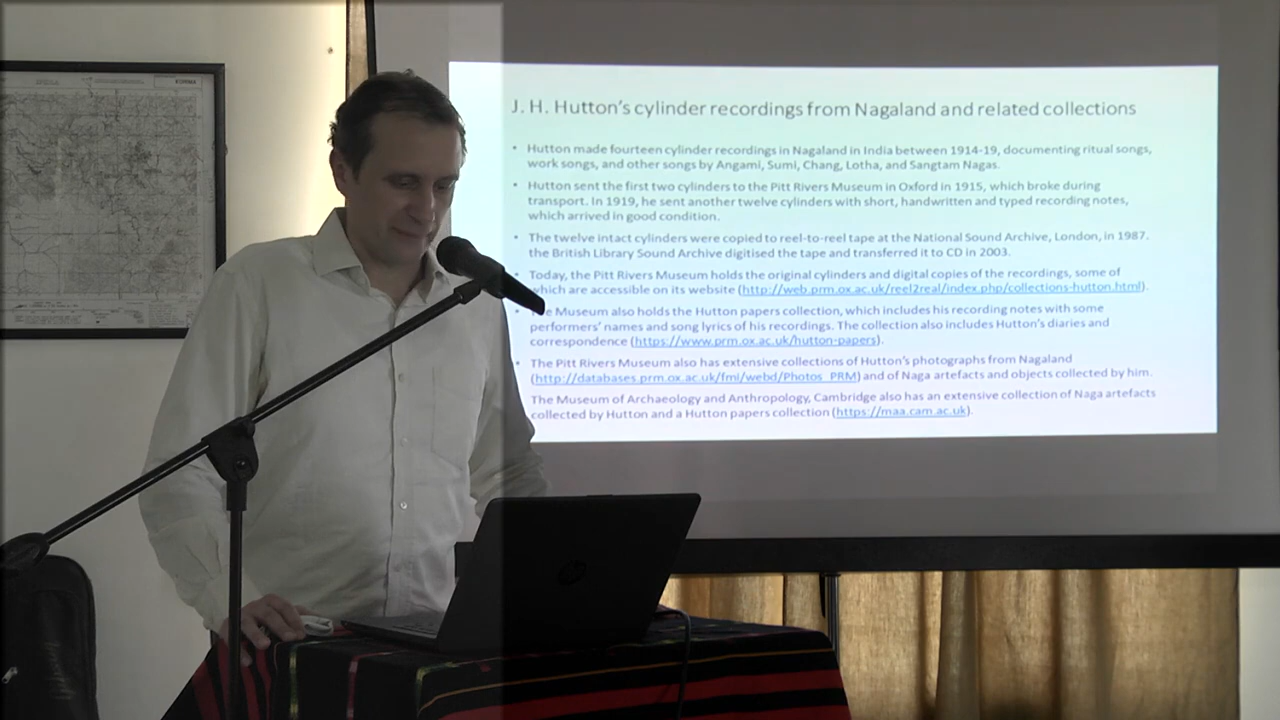 J. H. Hutton's cylinder recordings from Nagaland and related collections
• Hutton made fourteen cylinder recordings in Nagaland in India between 1914-19, documenting ritual songs,
work songs, and other songs by Angami, Sumi, Chang, Lotha, and Sangtam Nagas.
• Hutton sent the first two cylinders to the Pitt Rivers Museum in Oxford in 1915, which broke during
transport. In 1919, he sent another twelve cylinders with short, handwritten and typed recording notes,
which arrived in good condition.
• The twelve intact cylinders were copied to reel-to-reel tape at the National Sound Archive, London, in 1987.
the British Library Sound Archive digitised the tape and transferred it to CD in 2003.
• Today, the Pitt Rivers Museum holds the original cylinders and digital copies of the recordings, some of
which are accessible on its website (http://web.prm.ox.ac.uk/reel2real/index.php/collections-hutton.html).
Museum also holds the Hutton papers collection, which includes his recording notes with some
performers' names and song lyrics of his recordings. The collection also includes Hutton's diaries and
correspondence (https://www.prm.ox.ac.uk/hutton-papers).
• The Pitt Rivers Museum also has extensive collections of Hutton's photographs from Nagaland
(http://databases.prm.ox.ac.uk/fmi/webd/Photos_PRM) and of Naga artefacts and objects collected by him.
The Museum of Archaeology and Anthropology, Cambridge also has an extensive collection of Naga artefacts
collected by Hutton and a Hutton papers collection (https://maa.cam.ac.uk).